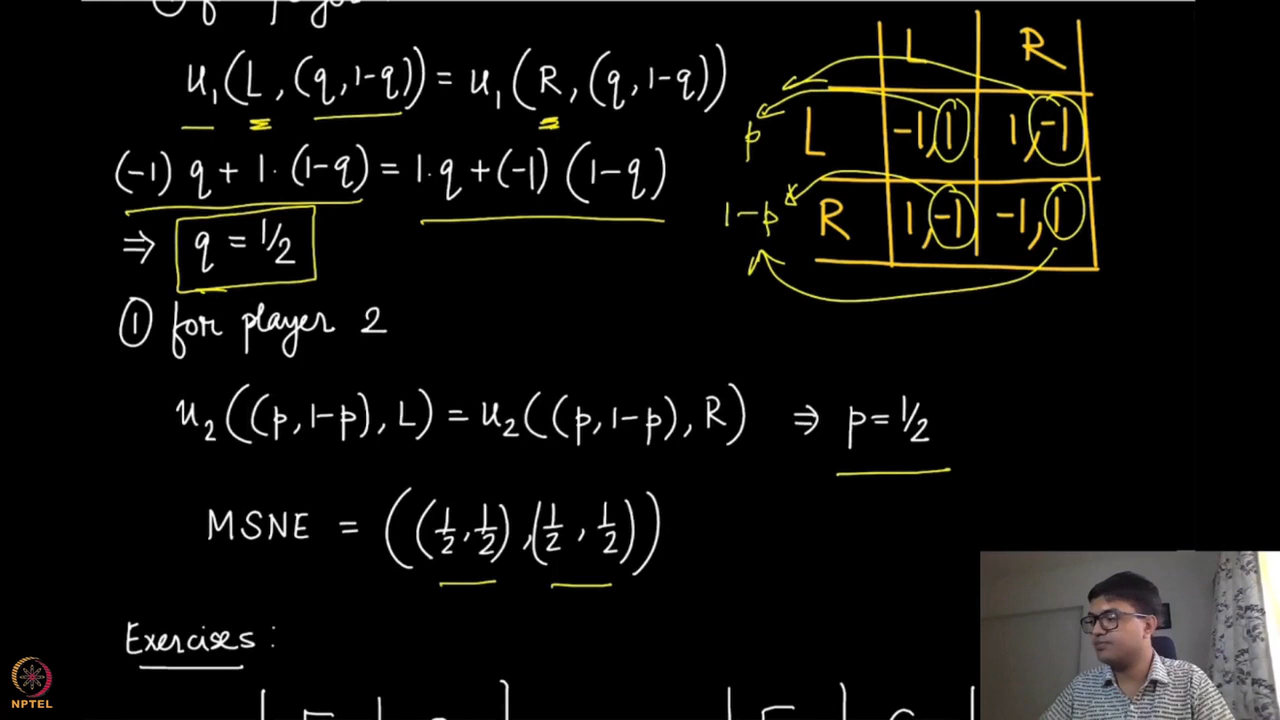 u₁(L, (q, 1-q)) = u₁(R, (q, 1-q))
(-1) q + 1. (1-q) = 1. q + (-1) (1-q)
⇒ q = 1/2
L R
p L -1, 1 1, -1
1-p R 1, -1 -1, 1
① for player 2
u₂((p, 1-p), L) = u₂((p, 1-p), R) ⇒ p = 1/2
MSNE = ((1/2, 1/2), (1/2, 1/2))
Exercises :
NPTEL